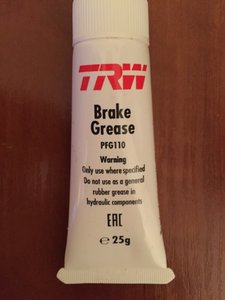 TRW
Brake
Grease
PFG110
Warning
Only use where specified
Do not use as a general
rubber grease in
hydraulic components
EAC
℮ 25g